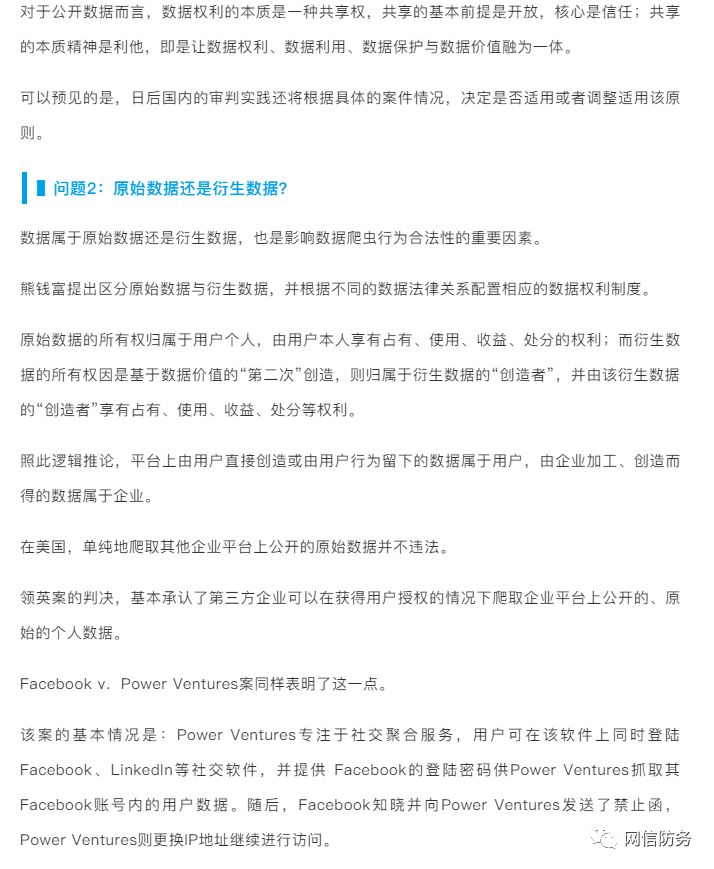 对于公开数据而言，数据权利的本质是一种共享权，共享的基本前提是开放，核心是信任；共享
的本质精神是利他，即是让数据权利、数据利用、数据保护与数据价值融为一体。
可以预见的是，日后国内的审判实践还将根据具体的案件情况，决定是否适用或者调整适用该原
则。
问题2：原始数据还是衍生数据？
数据属于原始数据还是衍生数据，也是影响数据爬虫行为合法性的重要因素。
熊钱富提出区分原始数据与衍生数据，并根据不同的数据法律关系配置相应的数据权利制度。
原始数据的所有权归属于用户个人，由用户本人享有占有、使用、收益、处分的权利；而衍生数
据的所有权因是基于数据价值的“第二次”创造，则归属于衍生数据的“创造者”，并由该衍生数据
的“创造者”享有占有、使用、收益、处分等权利。
照此逻辑推论，平台上由用户直接创造或由用户行为留下的数据属于用户，由企业加工、创造而
得的数据属于企业。
在美国，单纯地爬取其他企业平台上公开的原始数据并不违法。
领英案的判决，基本承认了第三方企业可以在获得用户授权的情况下爬取企业平台上公开的、原
始的个人数据。
Facebook v. Power Ventures案同样表明了这一点。
该案的基本情况是：Power Ventures专注于社交聚合服务，用户可在该软件上同时登陆
Facebook、LinkedIn等社交软件，并提供 Facebook的登陆密码供Power Ventures抓取其
Facebook账号内的用户数据。随后，Facebook知晓并向Power Ventures发送了禁止函，
Power Ventures则更换IP地址继续进行访问。
网信防务